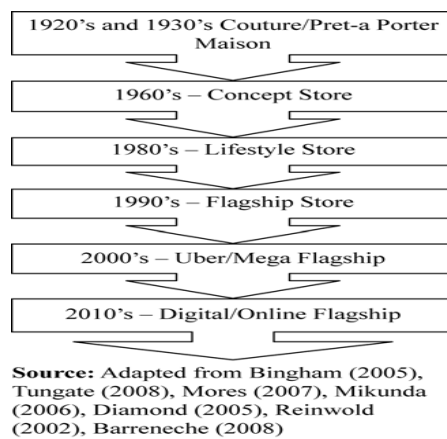 1920's and 1930's Couture/Pret-a Porter
Maison
1960's – Concept Store
1980's – Lifestyle Store
1990's – Flagship Store
2000's – Uber/Mega Flagship
2010's – Digital/Online Flagship
Source: Adapted from Bingham (2005),
Tungate (2008), Mores (2007), Mikunda
(2006), Diamond (2005), Reinwold
(2002), Barreneche (2008)